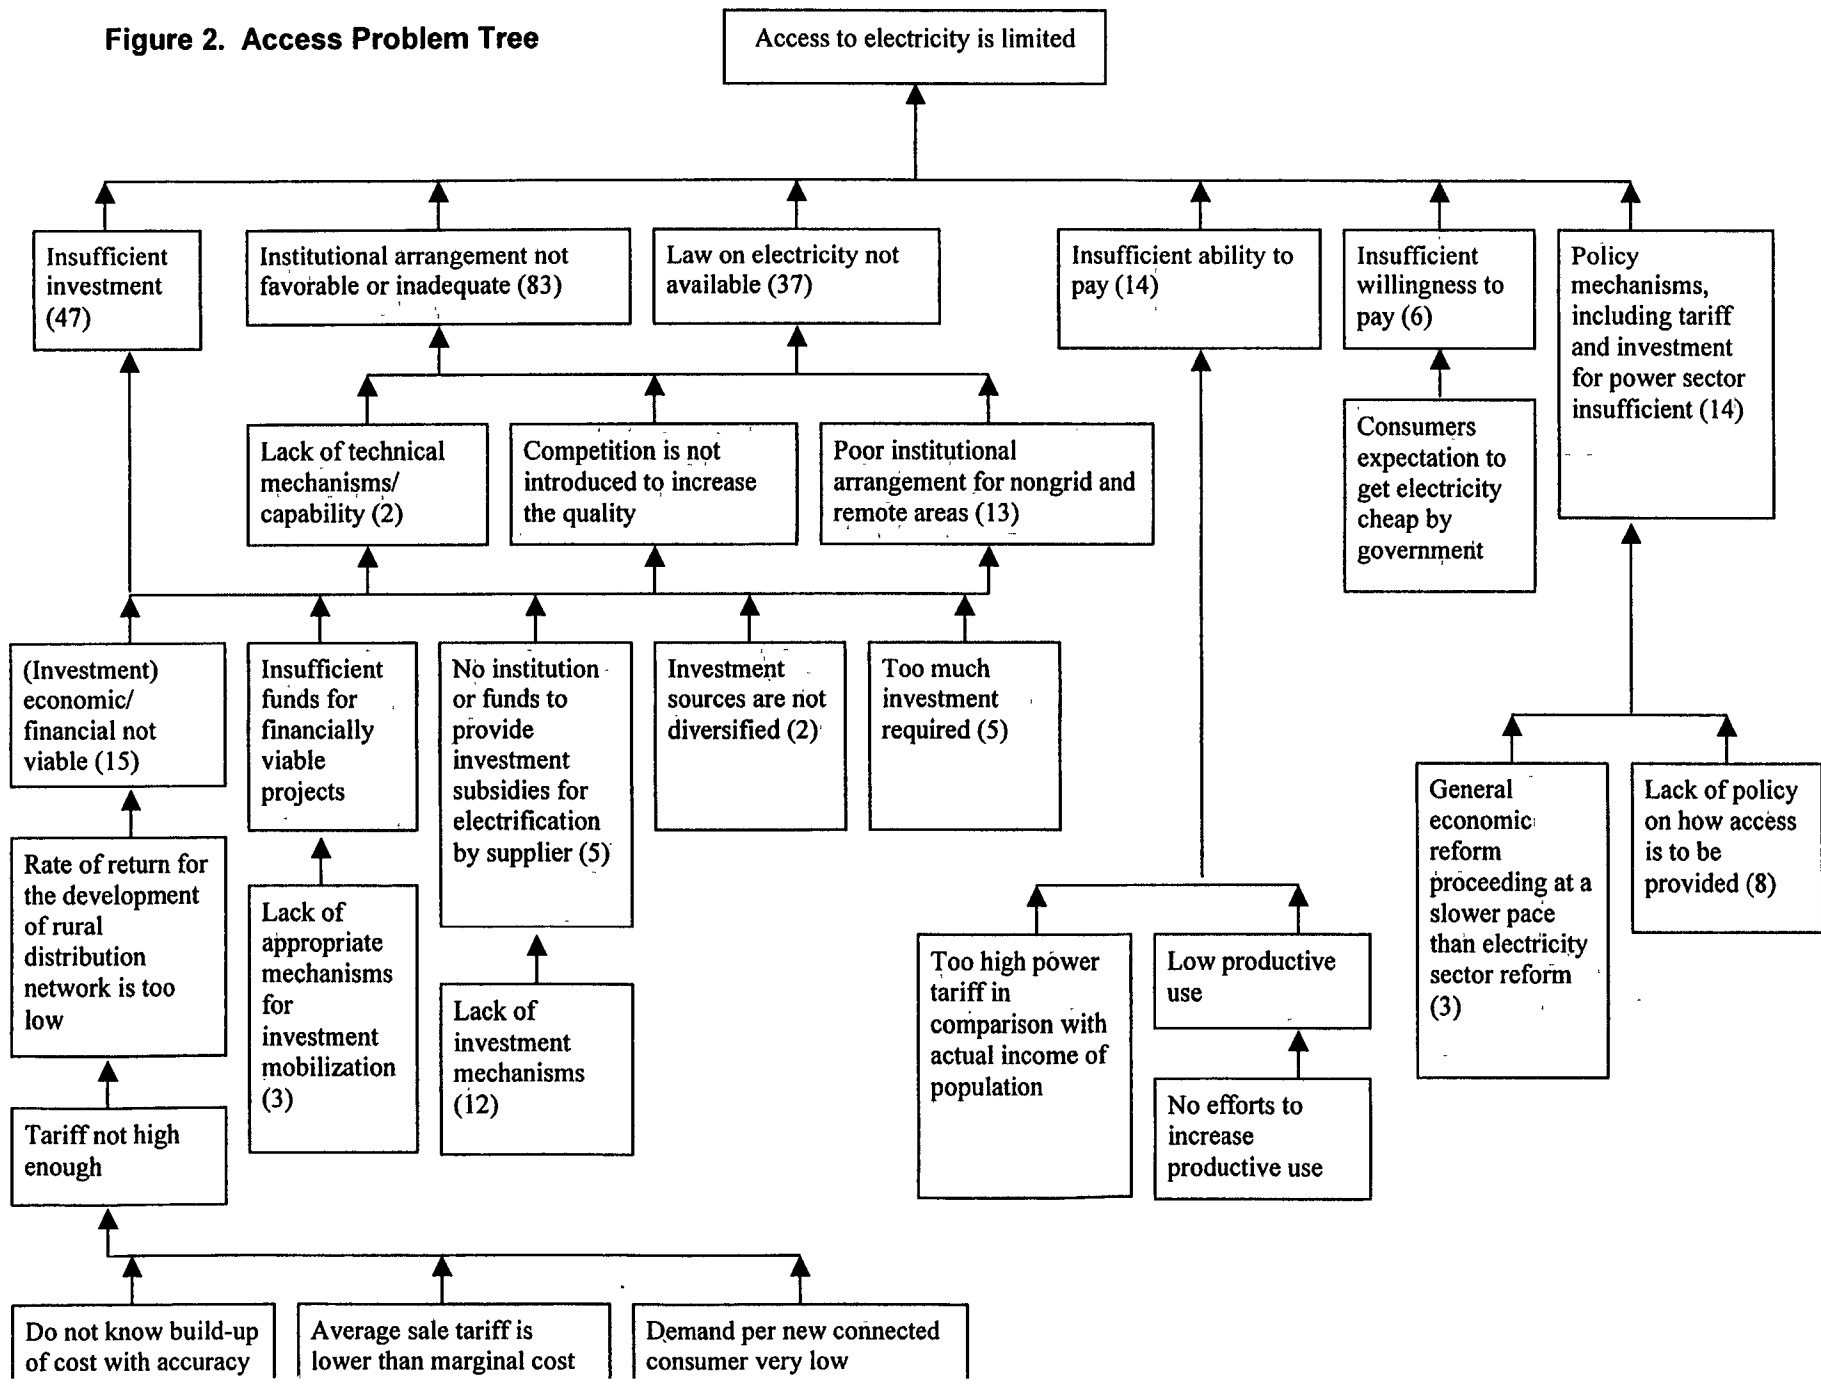 Figure 2. Access Problem Tree
Access to electricity is limited
Insufficient
investment
(47)
Institutional arrangement not
favorable or inadequate (83)
Law on electricity not
available (37)
Insufficient ability to
pay (14)
Insufficient
willingness to
pay (6)
Policy
mechanisms,
including tariff
and investment
for power sector
insufficient (14)
Consumers
expectation to
get electricity
cheap by
government
Lack of technical
mechanisms/
capability (2)
Competition is not
introduced to increase
the quality
Poor institutional
arrangement for nongrid and
remote areas (13)
(Investment)
economic/
financial not
viable (15)
Insufficient
funds for
financially
viable
projects
No institution
or funds to
provide
investment
subsidies for
electrification
by supplier (5)
Investment
sources are not
diversified (2)
Too much
investment
required (5)
General
economic
reform
proceeding at a
slower pace
than electricity
sector reform
(3)
Lack of policy
on how access
is to be
provided (8)
Rate of return for
the development
of rural
distribution
network is too
low
Lack of
appropriate
mechanisms
for
investment
mobilization
(3)
Lack of
investment
mechanisms
(12)
Too high power
tariff in
comparison with
actual income of
population
Low productive
use
No efforts to
increase
productive use
Tariff not high
enough
Do not know build-up
of cost with accuracy
Average sale tariff is
lower than marginal cost
Demand per new connected
consumer very low